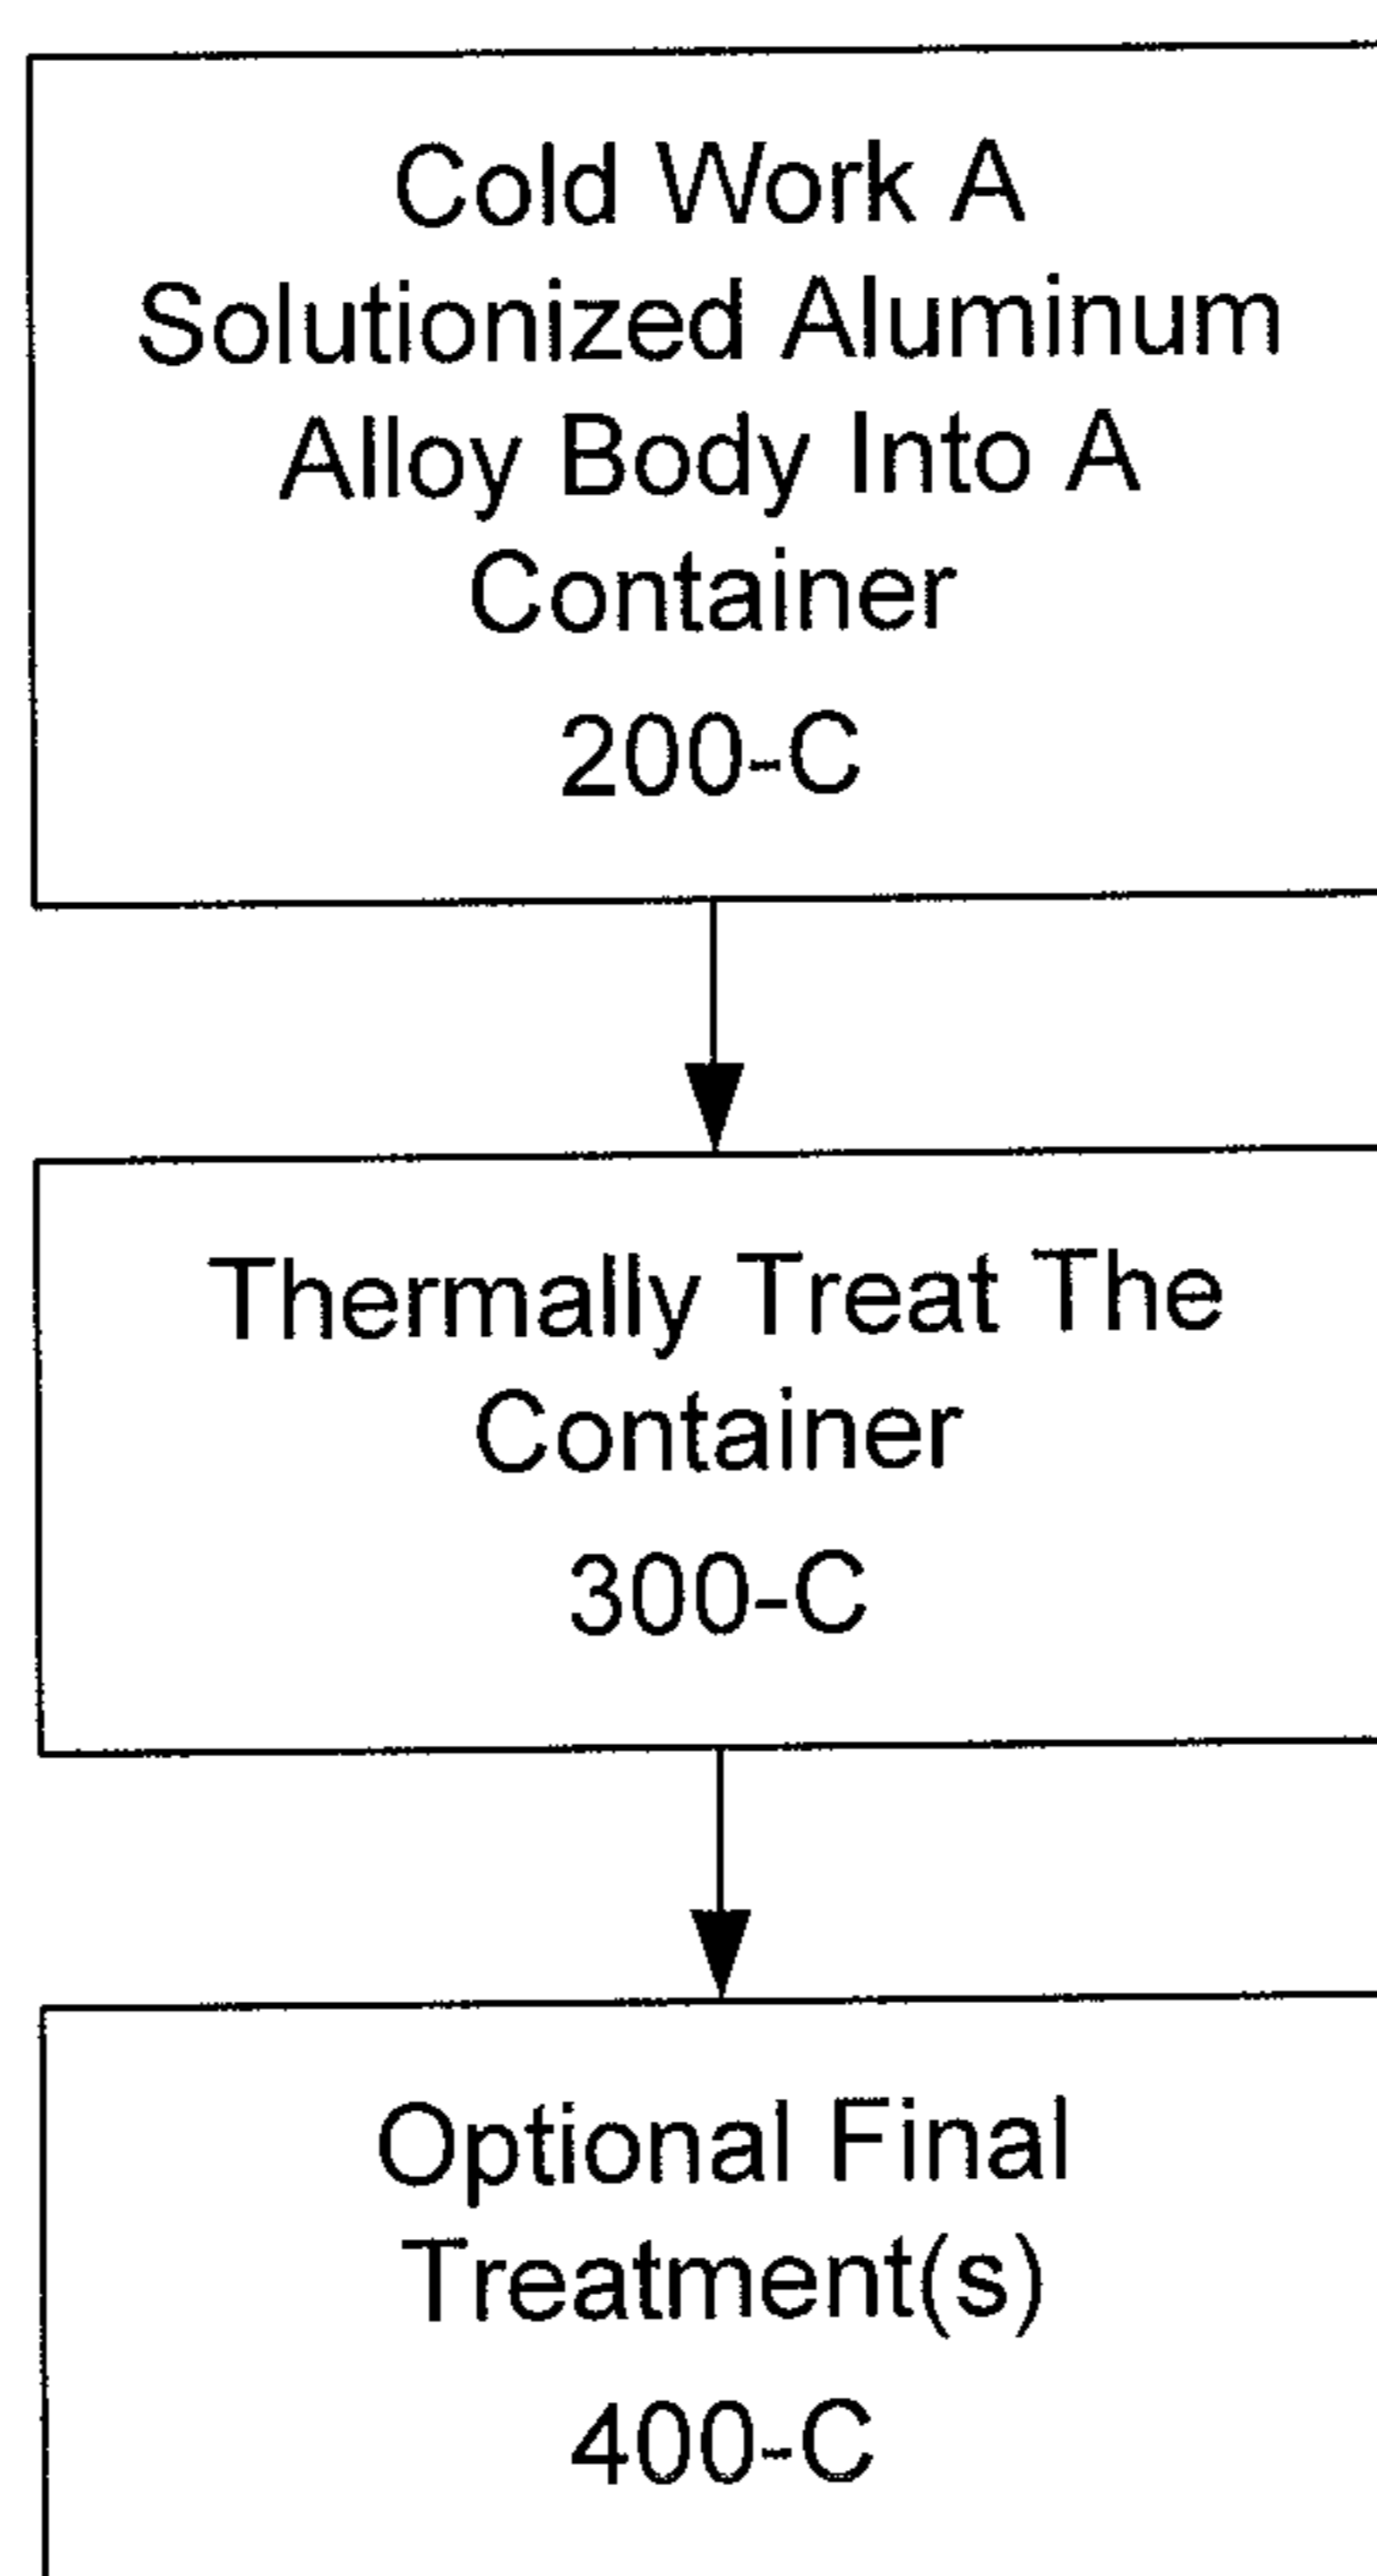 Cold Work A
Solutionized Aluminum
Alloy Body Into A
Container
200-C
Thermally Treat The
Container
300-C
Optional Final
Treatment(s)
400-C